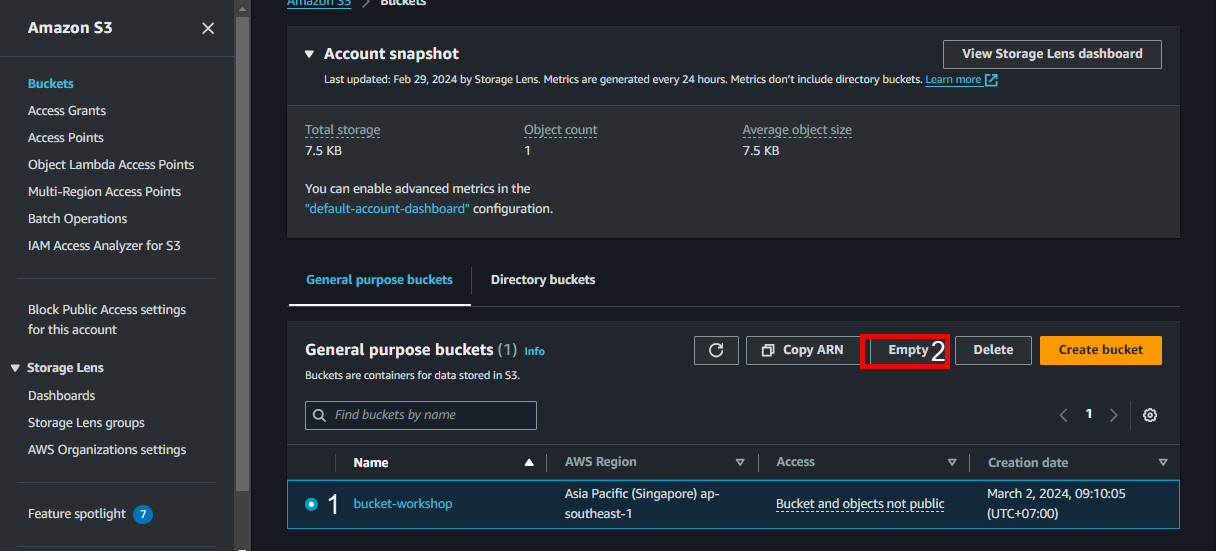 Amazon S3
Buckets
Access Grants
Access Points
Object Lambda Access Points
Multi-Region Access Points
Batch Operations
IAM Access Analyzer for S3
Block Public Access settings
for this account
Storage Lens
Dashboards
Storage Lens groups
AWS Organizations settings
Feature spotlight 7
Amazon S3 > Buckets
Account snapshot
View Storage Lens dashboard
Last updated: Feb 29, 2024 by Storage Lens. Metrics are generated every 24 hours. Metrics don’t include directory buckets. Learn more
Total storage Object count Average object size
7.5 KB 1 7.5 KB
You can enable advanced metrics in the
"default-account-dashboard" configuration.
General purpose buckets Directory buckets
General purpose buckets (1) Info
Copy ARN Empty 2 Delete Create bucket
Buckets are containers for data stored in S3.
Find buckets by name
1
Name AWS Region Access Creation date
1 bucket-workshop
Asia Pacific (Singapore) ap-
southeast-1
Bucket and objects not public
March 2, 2024, 09:10:05
(UTC+07:00)